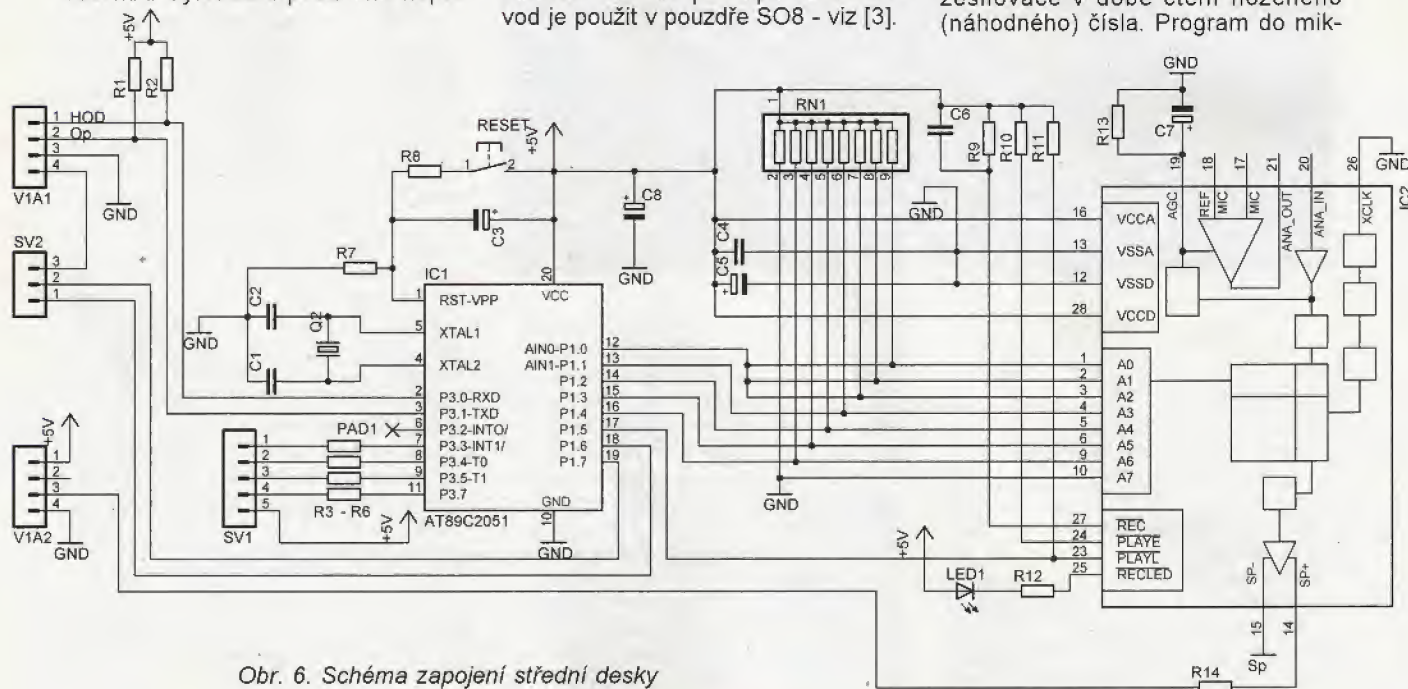 vod je použit v pouzdře SO8 - viz [3].
zesilovače v době čtení hozeného
(náhodného) čísla. Program do mik-
+5V
R1
R2
1 HOD
2 Op
3
4
V1A1
GND
SV2
3
2
1
RESET
R8
1
2
+5V
C3
C8
GND
R7
C2
C1
Q2
GND
IC1
20
VCC
1 RST-VPP
5 XTAL1
4 XTAL2
2 P3.0-RXD
3 P3.1-TXD
6 P3.2-INTO/
7 P3.3-INT1/
8 P3.4-T0
9 P3.5-T1
11 P3.7
AIN0-P1.0 12
AIN1-P1.1 13
P1.2 14
P1.3 15
P1.4 16
P1.5 17
P1.6 18
P1.7 19
GND
10
GND
AT89C2051
PAD1
R3 - R6
1
2
3
4
5
SV1
+5V
+5V
1
2
3
4
V1A2
GND
RN1
1
2 3 4 5 6 7 8 9
C6
R9
R10
R11
GND
C4
C5
GND
GND
R13
C7
19
18
17
21
20
26
GND
IC2
AGC
REF
MIC
MIC
ANA_OUT
ANA_IN
XCLK
16 VCCA
13 VSSA
12 VSSD
28 VCCD
1 A0
2 A1
3 A2
4 A3
5 A4
6 A5
9 A6
10 A7
27 REC
24 PLAYE
23 PLAYL
25 RECLED
+5V
LED1
R12
SP-
SP+
15
14
Sp
R14
Obr. 6. Schéma zapojení střední desky